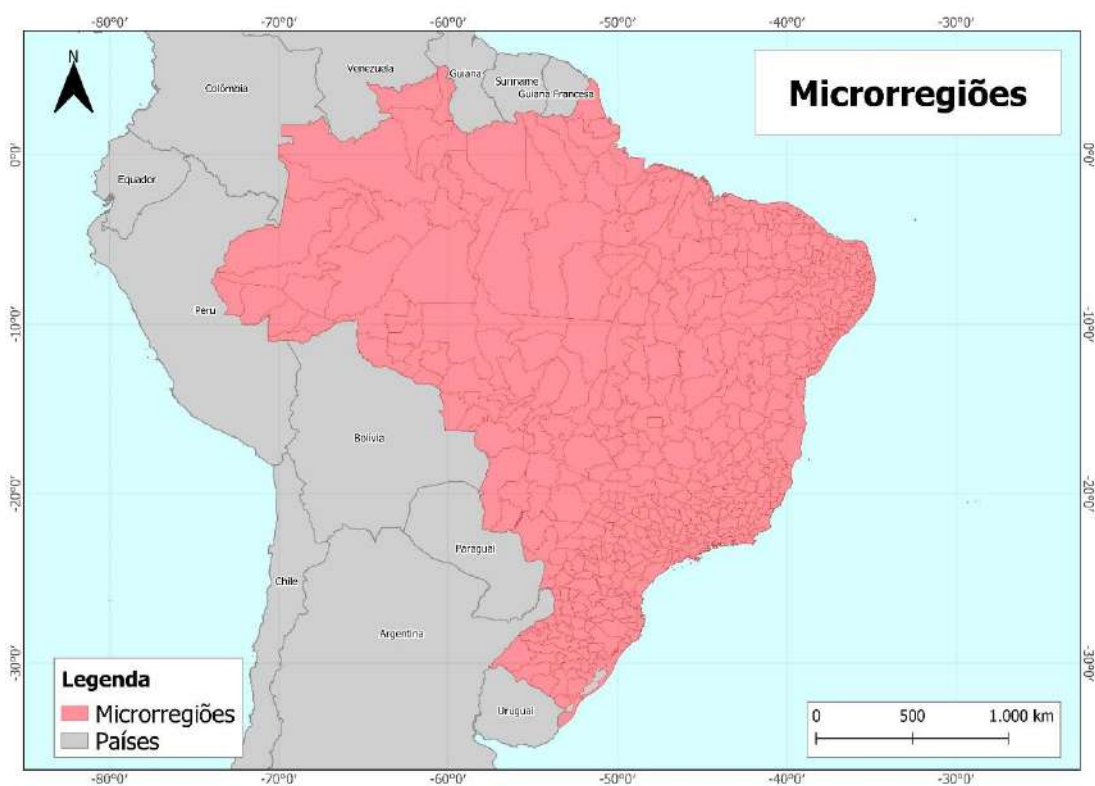 -80°0' -70°0' -60°0' -50°0' -40°0' -30°0'
N
Microrregiões
Venezuela
Guiana
Suriname
Guiana Francesa
Colômbia
0°0' 0°0'
Equador
Peru
-10°0' -10°0'
Bolívia
-20°0' -20°0'
Paraguai
Chile
Argentina
-30°0' -30°0'
Uruguai
Legenda
Microrregiões
Países
0 500 1.000 km
-80°0' -70°0' -60°0' -50°0' -40°0' -30°0'